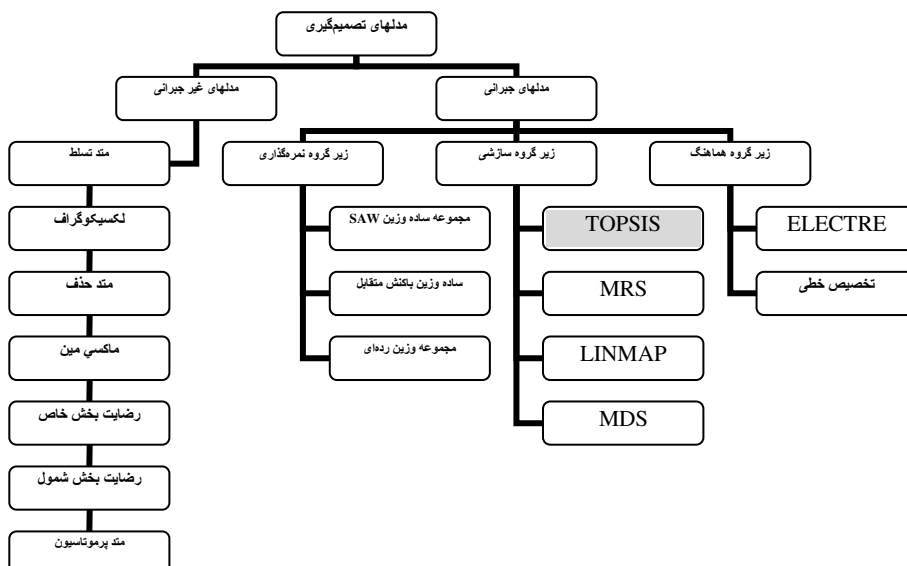 مدلهای تصمیم‌گیری
مدلهای غیر جبرانی
مدلهای جبرانی
متد تسلط
زیر گروه نمره‌گذاری
زیر گروه سازشی
زیر گروه هماهنگ
لکسیکوگراف
مجموعه ساده وزین SAW
TOPSIS
ELECTRE
متد حذف
ساده وزین باکنش متقابل
MRS
تخصیص خطی
ماکسي مین
مجموعه وزین رده‌ای
LINMAP
رضایت بخش خاص
MDS
رضایت بخش شمول
متد پرموتاسیون